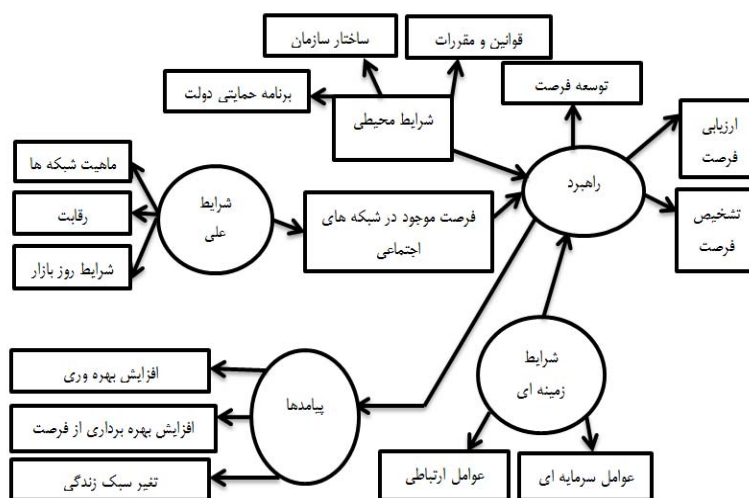 ساختار سازمان
قوانین و مقررات
برنامه حمایتی دولت
شرایط محیطی
توسعه فرصت
ارزیابی
فرصت
ماهیت شبکه ها
رقابت
شرایط روز بازار
شرایط
علی
فرصت موجود در شبکه های
اجتماعی
راهبرد
تشخیص
فرصت
افزایش بهره وری
افزایش بهره برداری از فرصت
تغیر سبک زندگی
پیامدها
شرایط
زمینه ای
عوامل ارتباطی
عوامل سرمایه ای